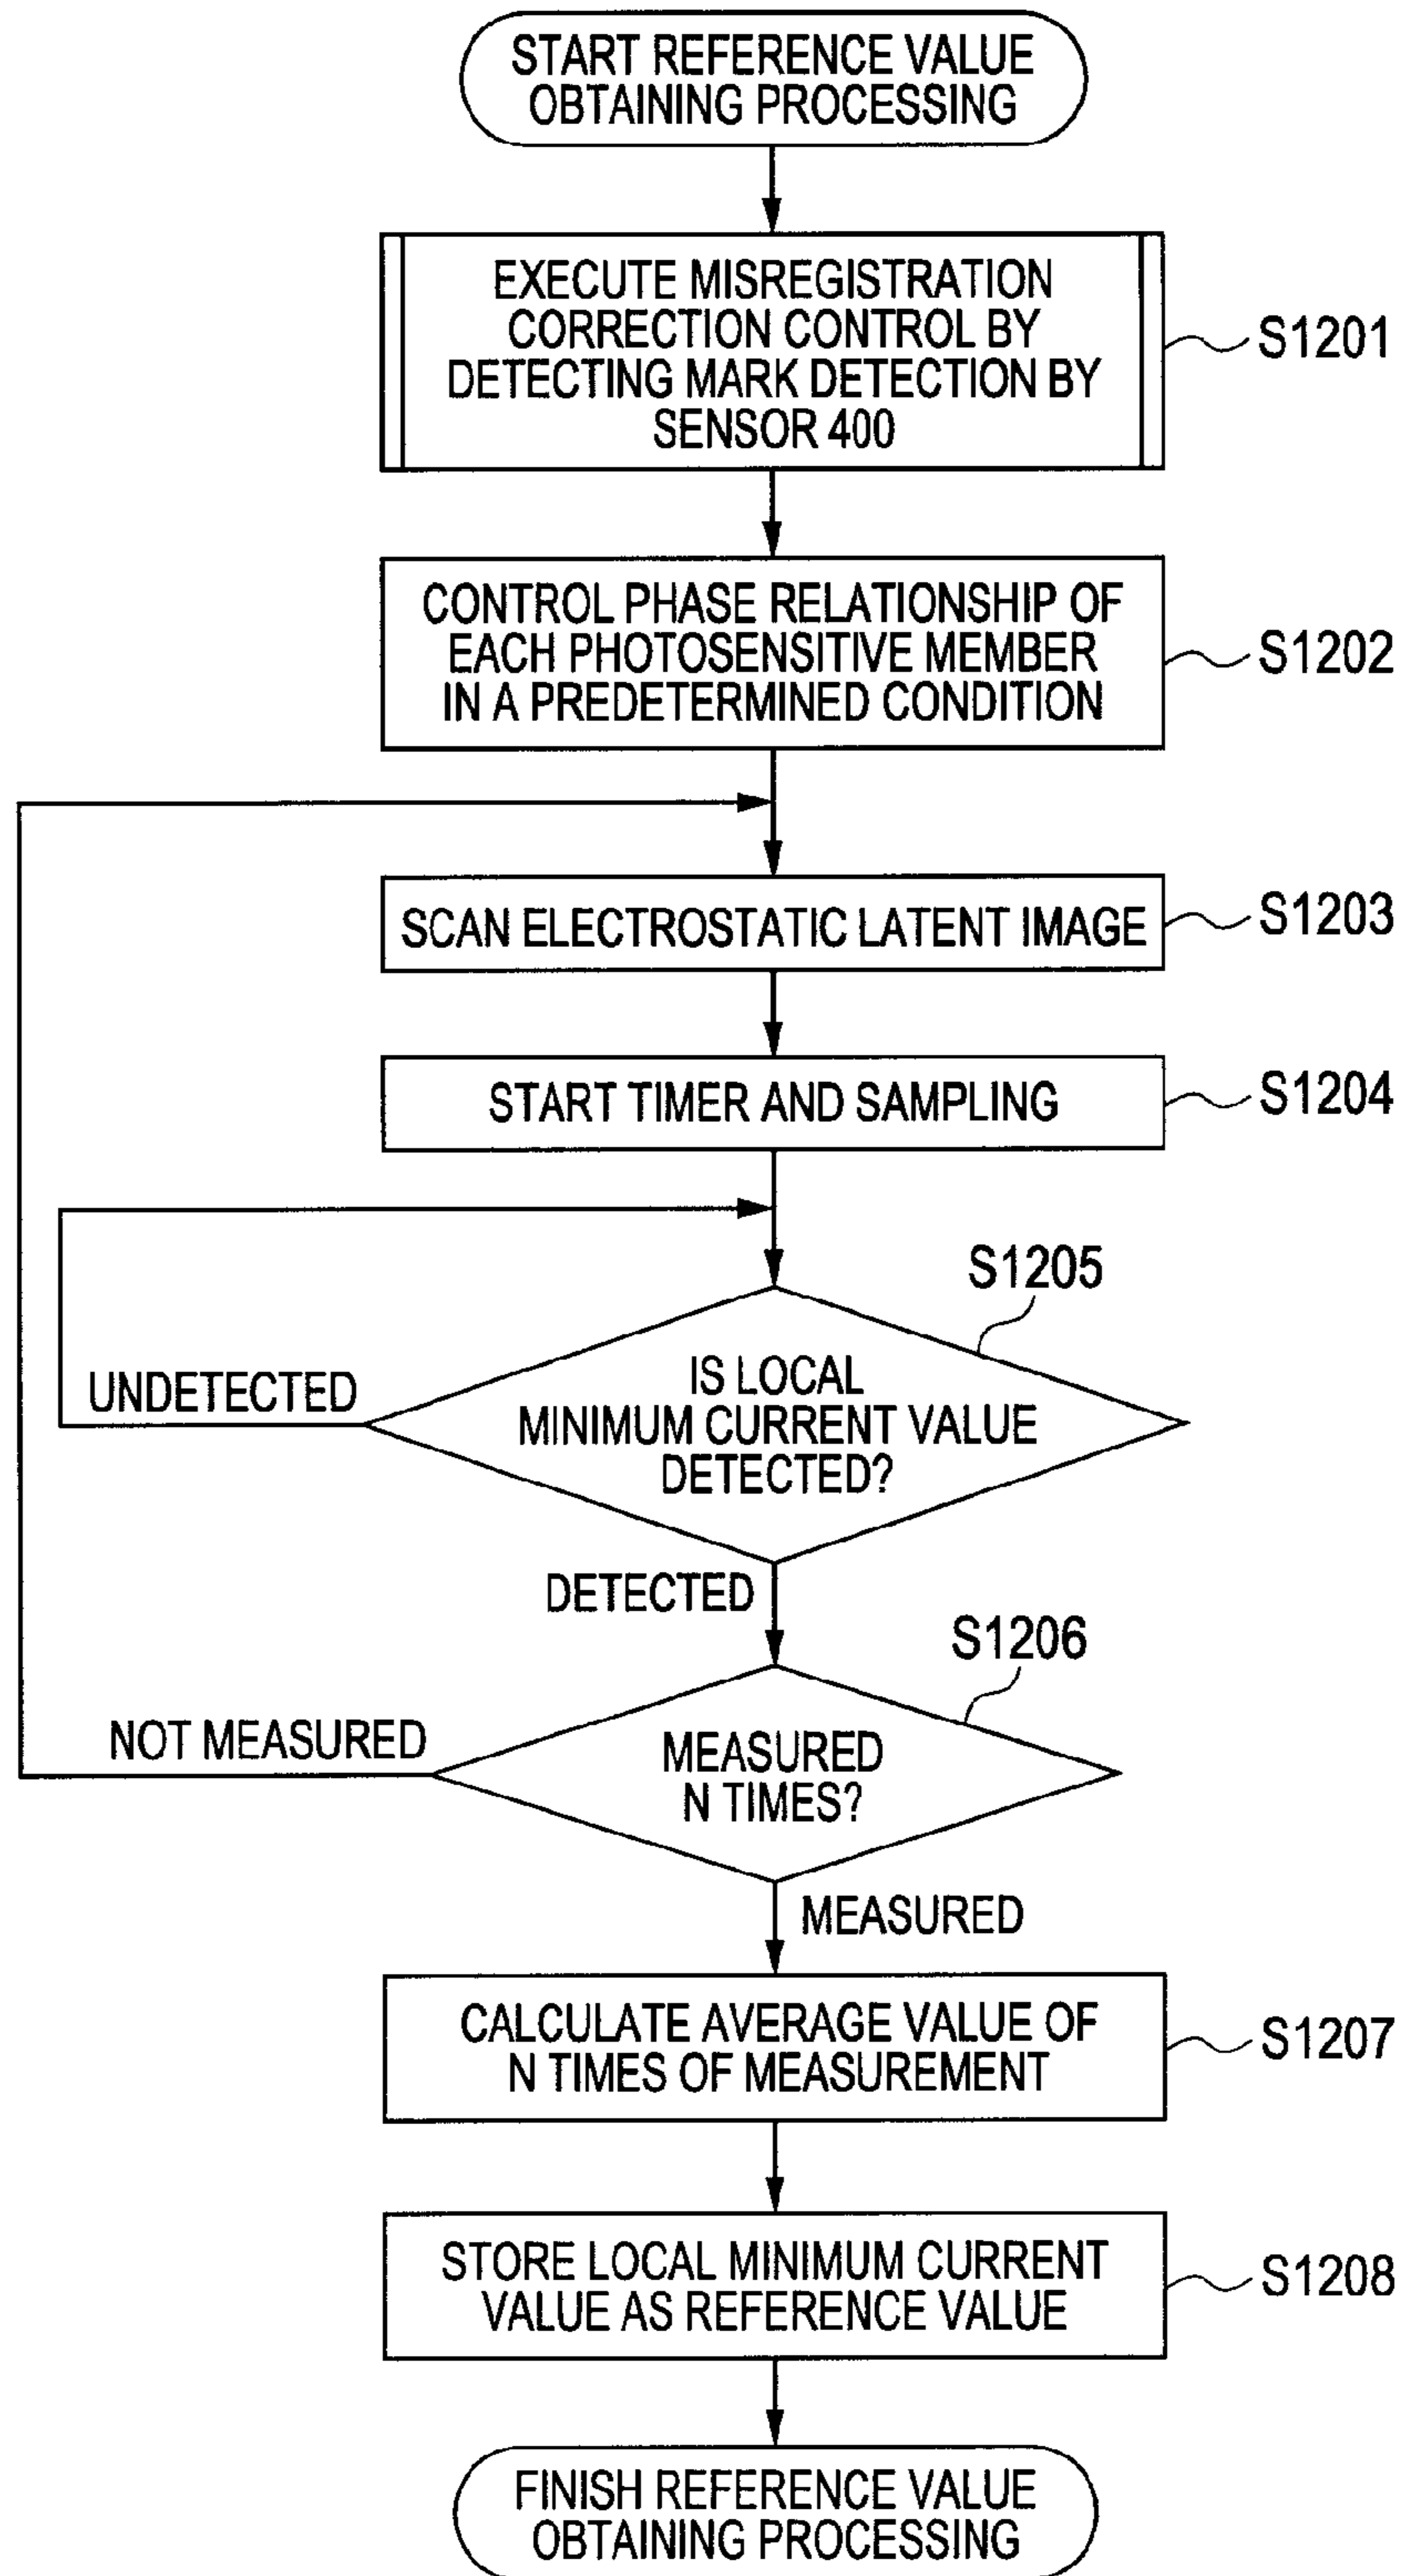 START REFERENCE VALUE
OBTAINING PROCESSING
EXECUTE MISREGISTRATION
CORRECTION CONTROL BY
DETECTING MARK DETECTION BY
SENSOR 400
S1201
CONTROL PHASE RELATIONSHIP OF
EACH PHOTOSENSITIVE MEMBER
IN A PREDETERMINED CONDITION
S1202
SCAN ELECTROSTATIC LATENT IMAGE
S1203
START TIMER AND SAMPLING
S1204
S1205
IS LOCAL
MINIMUM CURRENT VALUE
DETECTED?
UNDETECTED
DETECTED
S1206
NOT MEASURED
MEASURED
N TIMES?
MEASURED
CALCULATE AVERAGE VALUE OF
N TIMES OF MEASUREMENT
S1207
STORE LOCAL MINIMUM CURRENT
VALUE AS REFERENCE VALUE
S1208
FINISH REFERENCE VALUE
OBTAINING PROCESSING